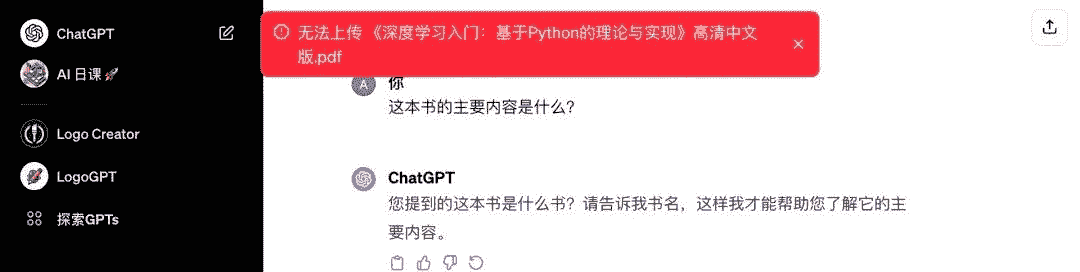 ChatGPT
AI 日课🚀
Logo Creator
LogoGPT
探索GPTs
无法上传 《深度学习入门：基于Python的理论与实现》高清中文
版.pdf
A
你
这本书的主要内容是什么？
ChatGPT
您提到的这本书是什么书？请告诉我书名，这样我才能帮助您了解它的主
要内容。